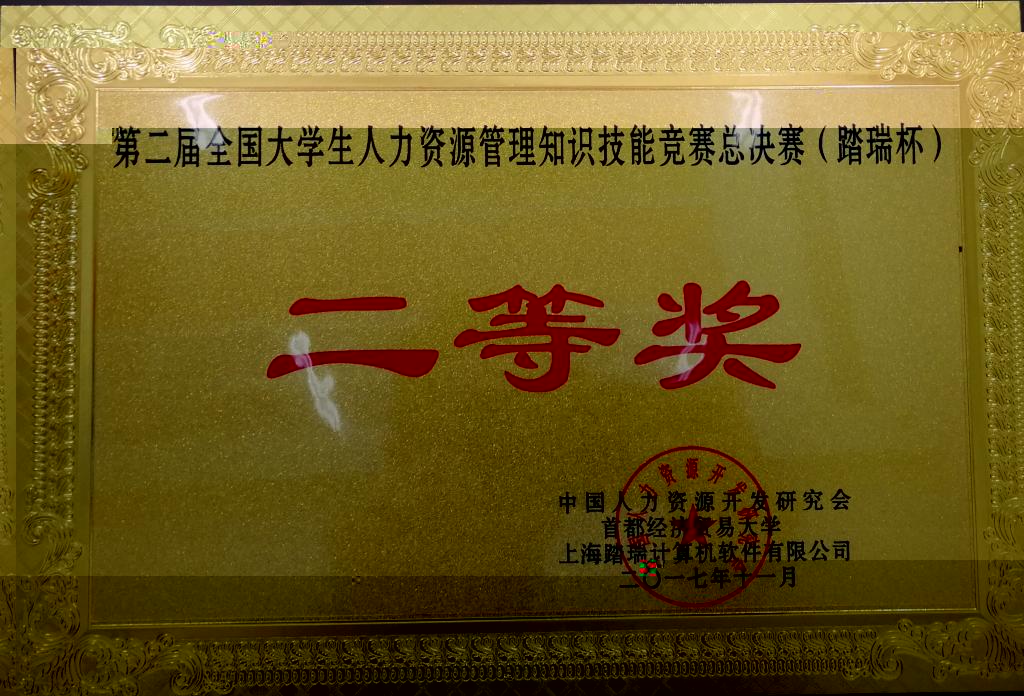 第二届全国大学生人力资源管理知识技能竞赛总决赛（踏瑞杯）
二等奖
中国人力资源开发研究会
首都经济贸易大学
上海踏瑞计算机软件有限公司
二〇一七年十一月